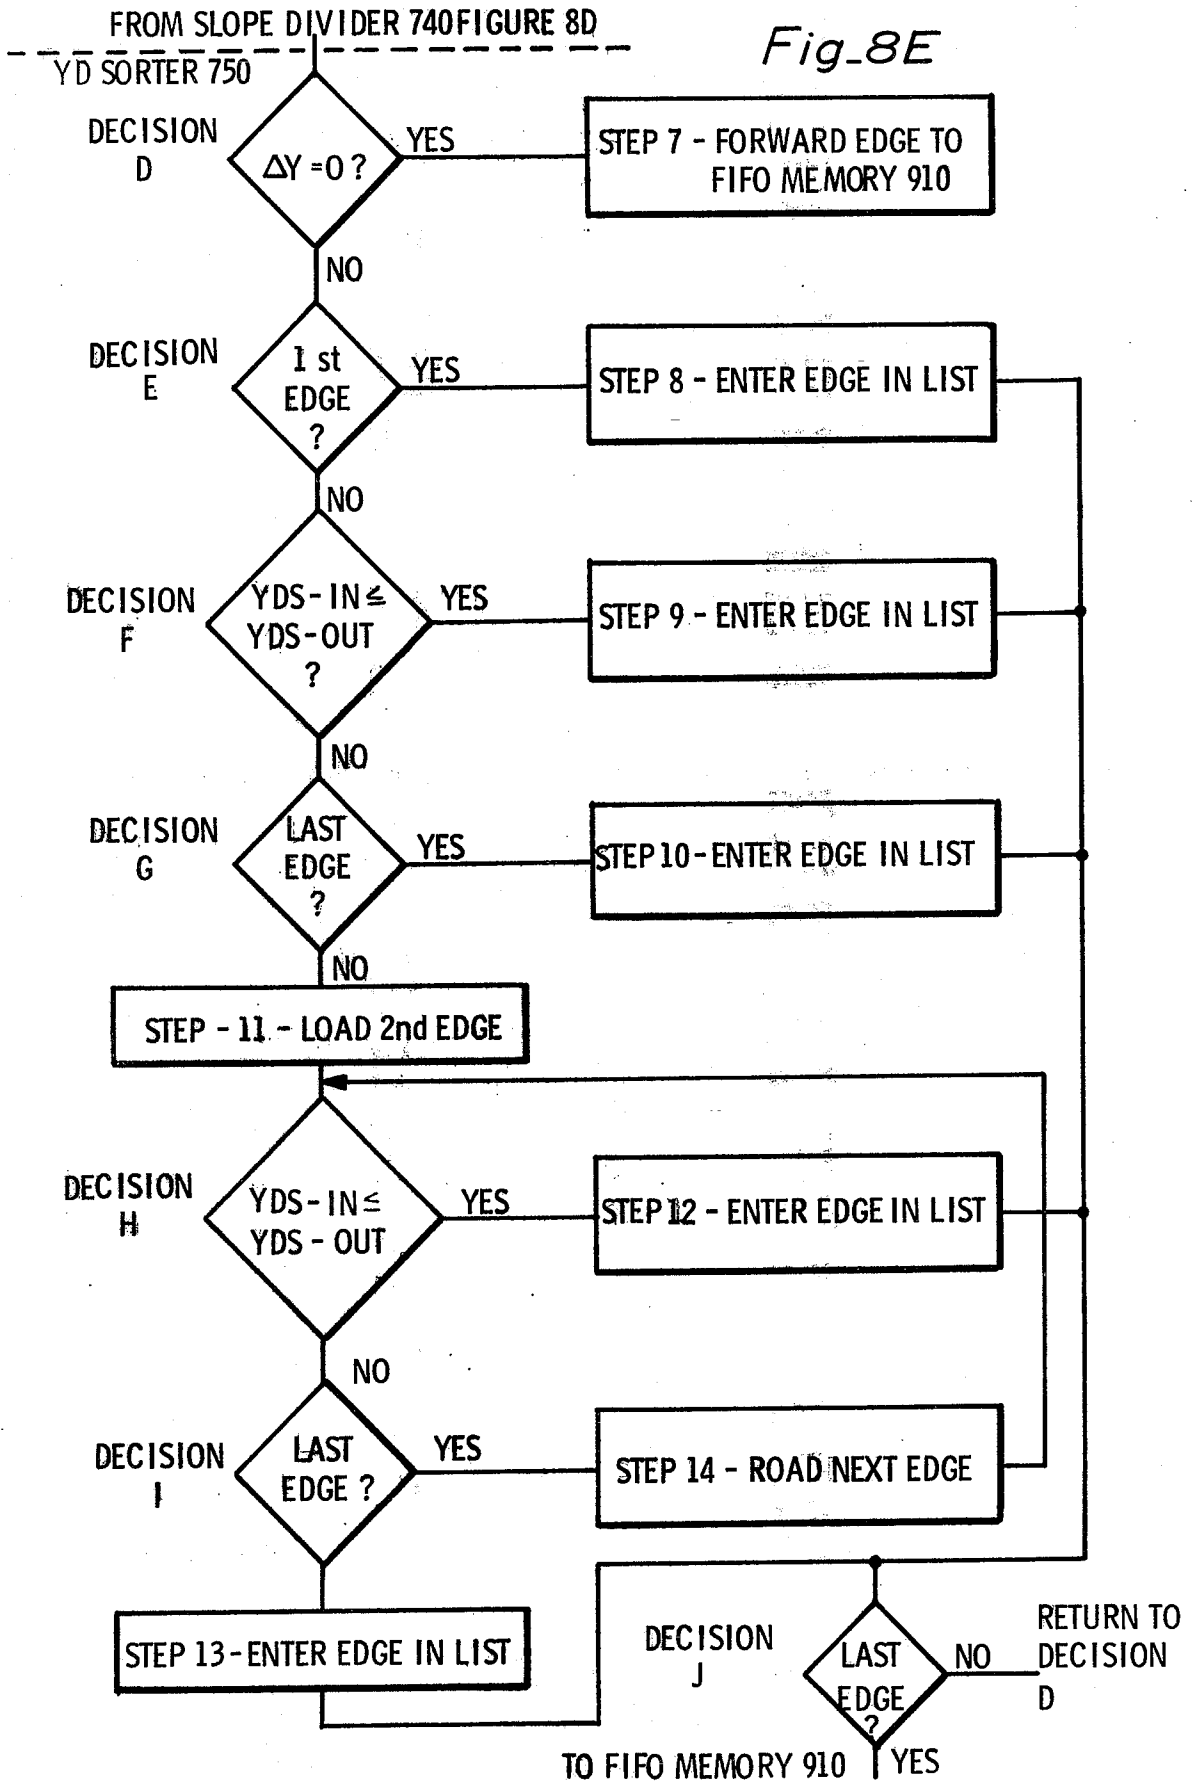 FROM SLOPE DIVIDER 740 FIGURE 8D
Fig_8E
YD SORTER 750
DECISION
D
ΔY =0 ?
YES
STEP 7 - FORWARD EDGE TO
FIFO MEMORY 910
NO
DECISION
E
1 st
EDGE
?
YES
STEP 8 - ENTER EDGE IN LIST
NO
DECISION
F
YDS-IN ≤
YDS-OUT
?
YES
STEP 9 - ENTER EDGE IN LIST
NO
DECISION
G
LAST
EDGE
?
YES
STEP 10 - ENTER EDGE IN LIST
NO
STEP - 11 - LOAD 2nd EDGE
DECISION
H
YDS-IN ≤
YDS-OUT
YES
STEP 12 - ENTER EDGE IN LIST
NO
DECISION
I
LAST
EDGE ?
YES
STEP 14 - ROAD NEXT EDGE
STEP 13 - ENTER EDGE IN LIST
DECISION
J
LAST
EDGE
?
NO
RETURN TO
DECISION
D
TO FIFO MEMORY 910
YES